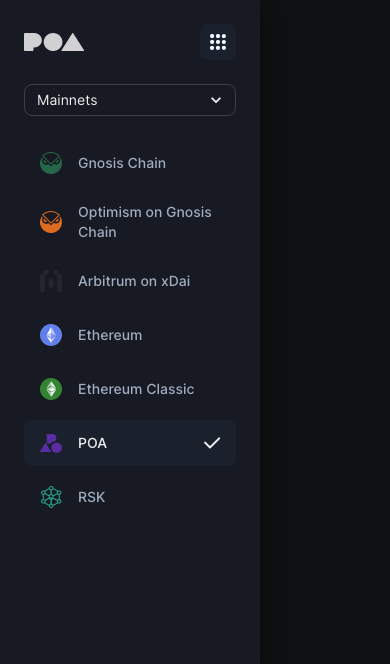 POA
Mainnets
Gnosis Chain
Optimism on Gnosis
Chain
Arbitrum on xDai
Ethereum
Ethereum Classic
POA
RSK